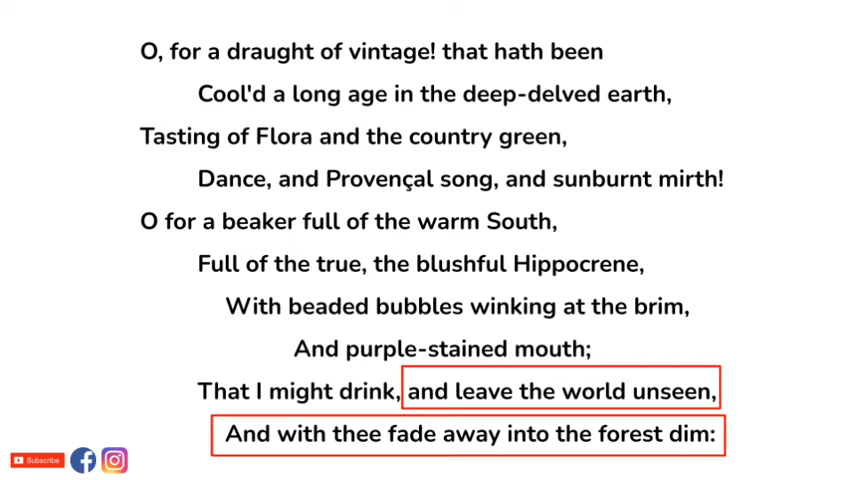 O, for a draught of vintage! that hath been
Cool'd a long age in the deep-delved earth,
Tasting of Flora and the country green,
Dance, and Provençal song, and sunburnt mirth!
O for a beaker full of the warm South,
Full of the true, the blushful Hippocrene,
With beaded bubbles winking at the brim,
And purple-stained mouth;
That I might drink, and leave the world unseen,
And with thee fade away into the forest dim:
Subscribe